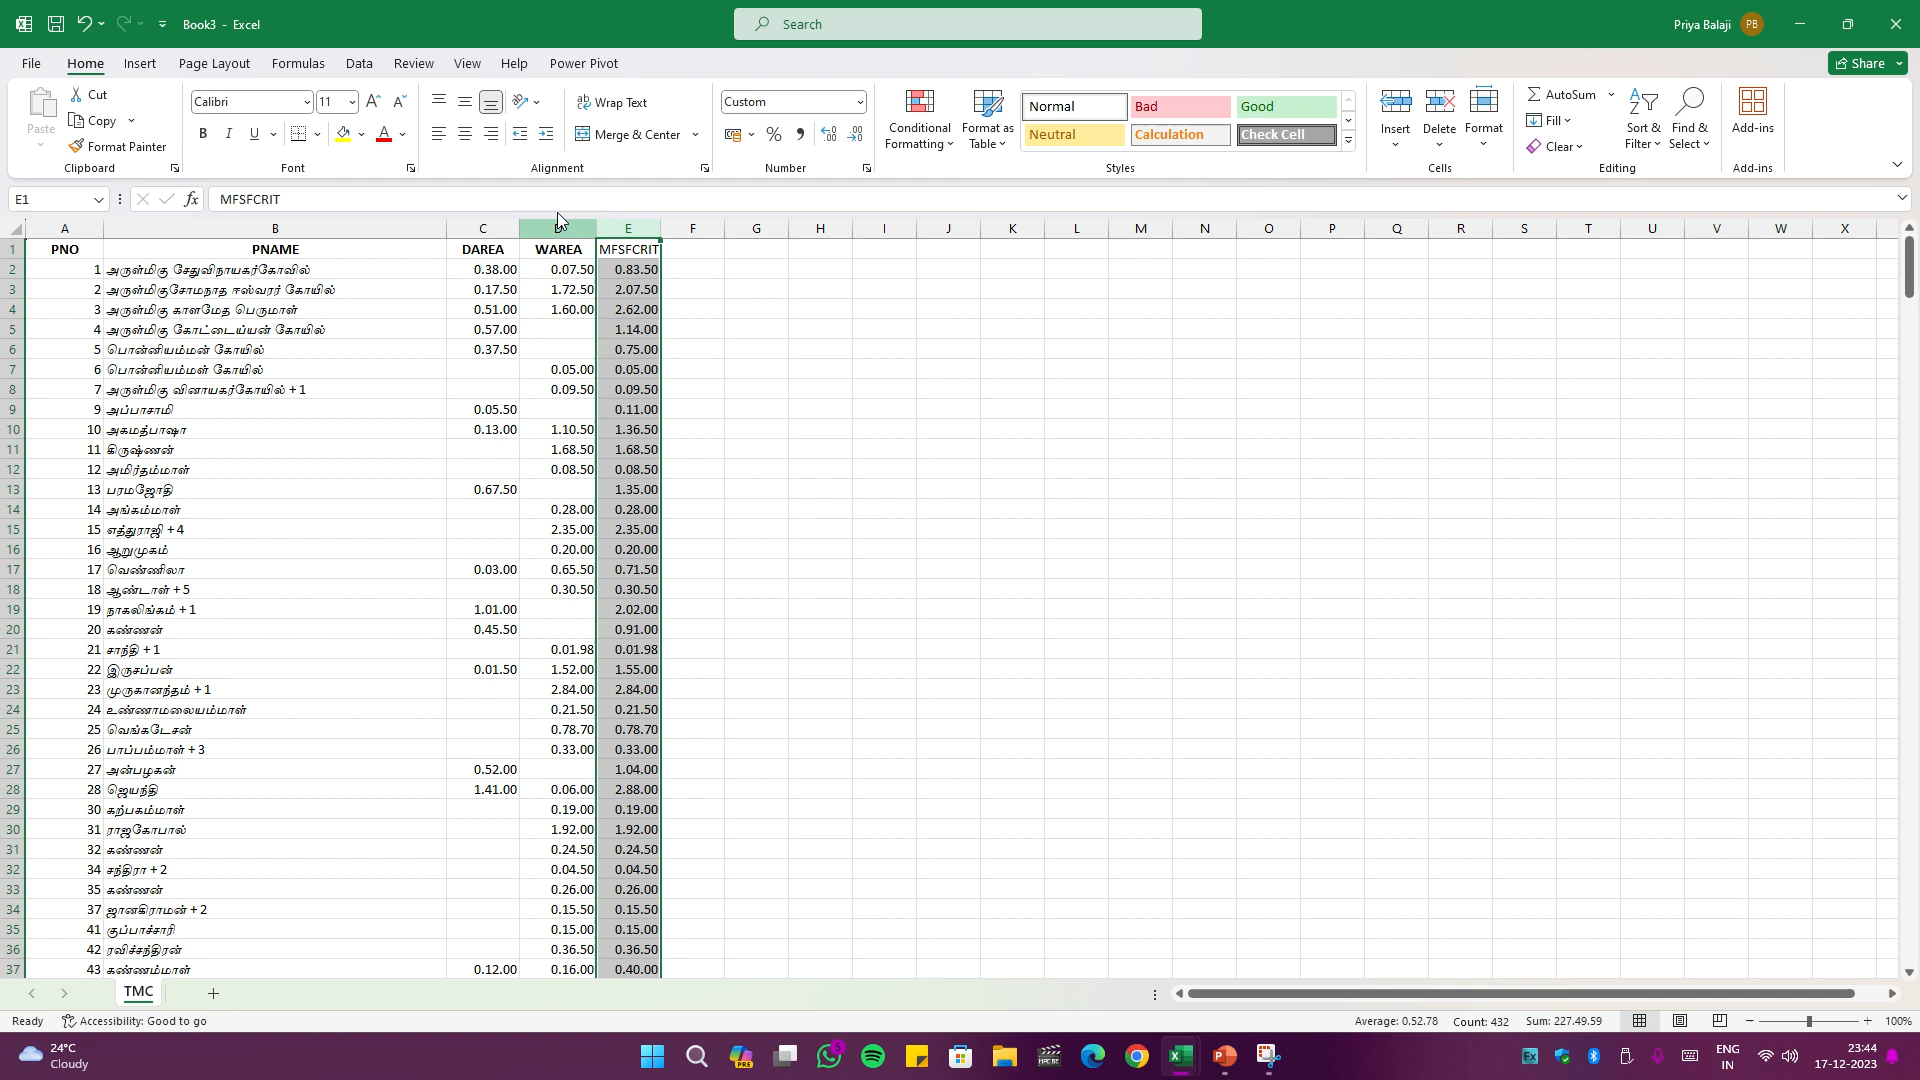 Book3 - Excel
Search
Priya Balaji
PB
File Home Insert Page Layout Formulas Data Review View Help Power Pivot
Share
Paste
Cut
Copy
Format Painter
Clipboard
Calibri 11
B I U
Font
Wrap Text
Merge & Center
Alignment
Custom
Number
Conditional Formatting
Format as Table
Normal Bad Good
Neutral Calculation Check Cell
Styles
Insert Delete Format
Cells
AutoSum
Fill
Clear
Sort & Filter
Find & Select
Editing
Add-ins
Add-ins
E1 fx MFSFCRIT
A B C E F G H I J K L M N O P Q R S T U V W X
1 PNO PNAME DAREA WAREA MFSFCRIT
2 1 அருள்மிகு சேதுவிநாயகர்கோவில் 0.38.00 0.07.50 0.83.50
3 2 அருள்மிகுசோமநாத ஈஸ்வரர் கோயில் 0.17.50 1.72.50 2.07.50
4 3 அருள்மிகு காளமேத பெருமாள் 0.51.00 1.60.00 2.62.00
5 4 அருள்மிகு கோட்டைய்யன் கோயில் 0.57.00 1.14.00
6 5 பொன்னியம்மன் கோயில் 0.37.50 0.75.00
7 6 பொன்னியம்மள் கோயில் 0.05.00 0.05.00
8 7 அருள்மிகு வினாயகர்கோயில் + 1 0.09.50 0.09.50
9 9 அப்பாசாமி 0.05.50 0.11.00
10 10 அகமத்பாஷா 0.13.00 1.10.50 1.36.50
11 11 கிருஷ்ணன் 1.68.50 1.68.50
12 12 அமிர்தம்மாள் 0.08.50 0.08.50
13 13 பரமஜோதி 0.67.50 1.35.00
14 14 அங்கம்மாள் 0.28.00 0.28.00
15 15 எத்துராஜி + 4 2.35.00 2.35.00
16 16 ஆறுமுகம் 0.20.00 0.20.00
17 17 வெண்ணிலா 0.03.00 0.65.50 0.71.50
18 18 ஆண்டாள் + 5 0.30.50 0.30.50
19 19 நாகலிங்கம் + 1 1.01.00 2.02.00
20 20 கண்ணன் 0.45.50 0.91.00
21 21 சாந்தி + 1 0.01.98 0.01.98
22 22 இருசப்பன் 0.01.50 1.52.00 1.55.00
23 23 முருகானந்தம் + 1 2.84.00 2.84.00
24 24 உண்ணாமலையம்மாள் 0.21.50 0.21.50
25 25 வெங்கடேசன் 0.78.70 0.78.70
26 26 பாப்பம்மாள் + 3 0.33.00 0.33.00
27 27 அன்பழகன் 0.52.00 1.04.00
28 28 ஜெயந்தி 1.41.00 0.06.00 2.88.00
29 30 கற்பகம்மாள் 0.19.00 0.19.00
30 31 ராஜகோபால் 1.92.00 1.92.00
31 32 கண்ணன் 0.24.50 0.24.50
32 34 சந்திரா + 2 0.04.50 0.04.50
33 35 கண்ணன் 0.26.00 0.26.00
34 37 ஜானகிராமன் + 2 0.15.50 0.15.50
35 41 குப்பாச்சாரி 0.15.00 0.15.00
36 42 ரவிச்சந்திரன் 0.36.50 0.36.50
37 43 கண்ணம்மாள் 0.12.00 0.16.00 0.40.00
TMC
Ready Accessibility: Good to go Average: 0.52.78 Count: 432 Sum: 227.49.59 100%
24°C
Cloudy
ENG
IN
23:44
17-12-2023